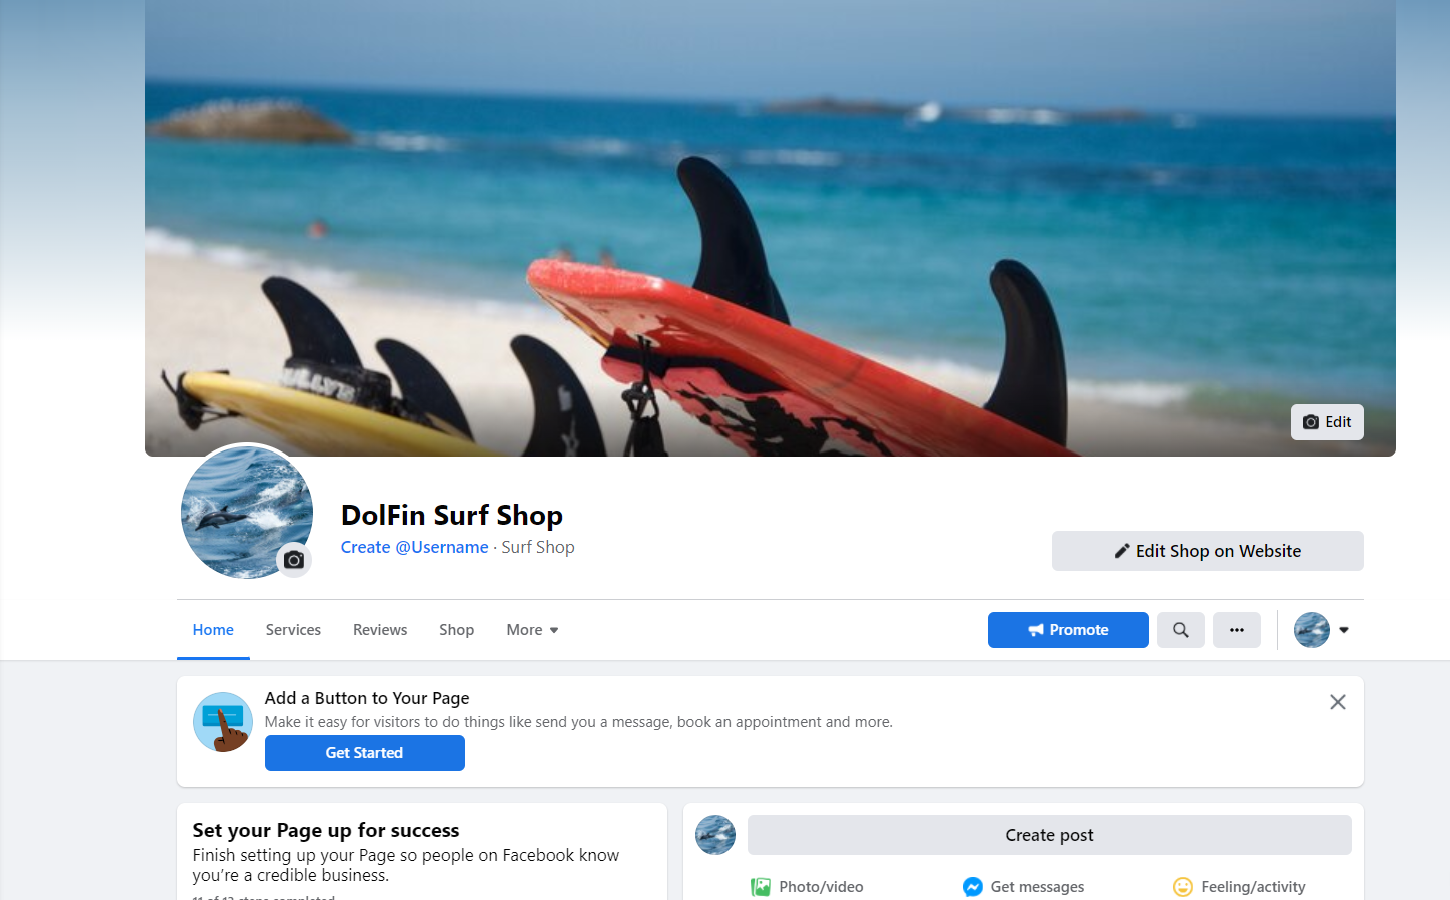 BULLY'S
Edit
DolFin Surf Shop
Create @Username · Surf Shop
Edit Shop on Website
Home Services Reviews Shop More
Promote
Add a Button to Your Page
Make it easy for visitors to do things like send you a message, book an appointment and more.
Get Started
Set your Page up for success
Finish setting up your Page so people on Facebook know
you're a credible business.
Create post
Photo/video Get messages Feeling/activity